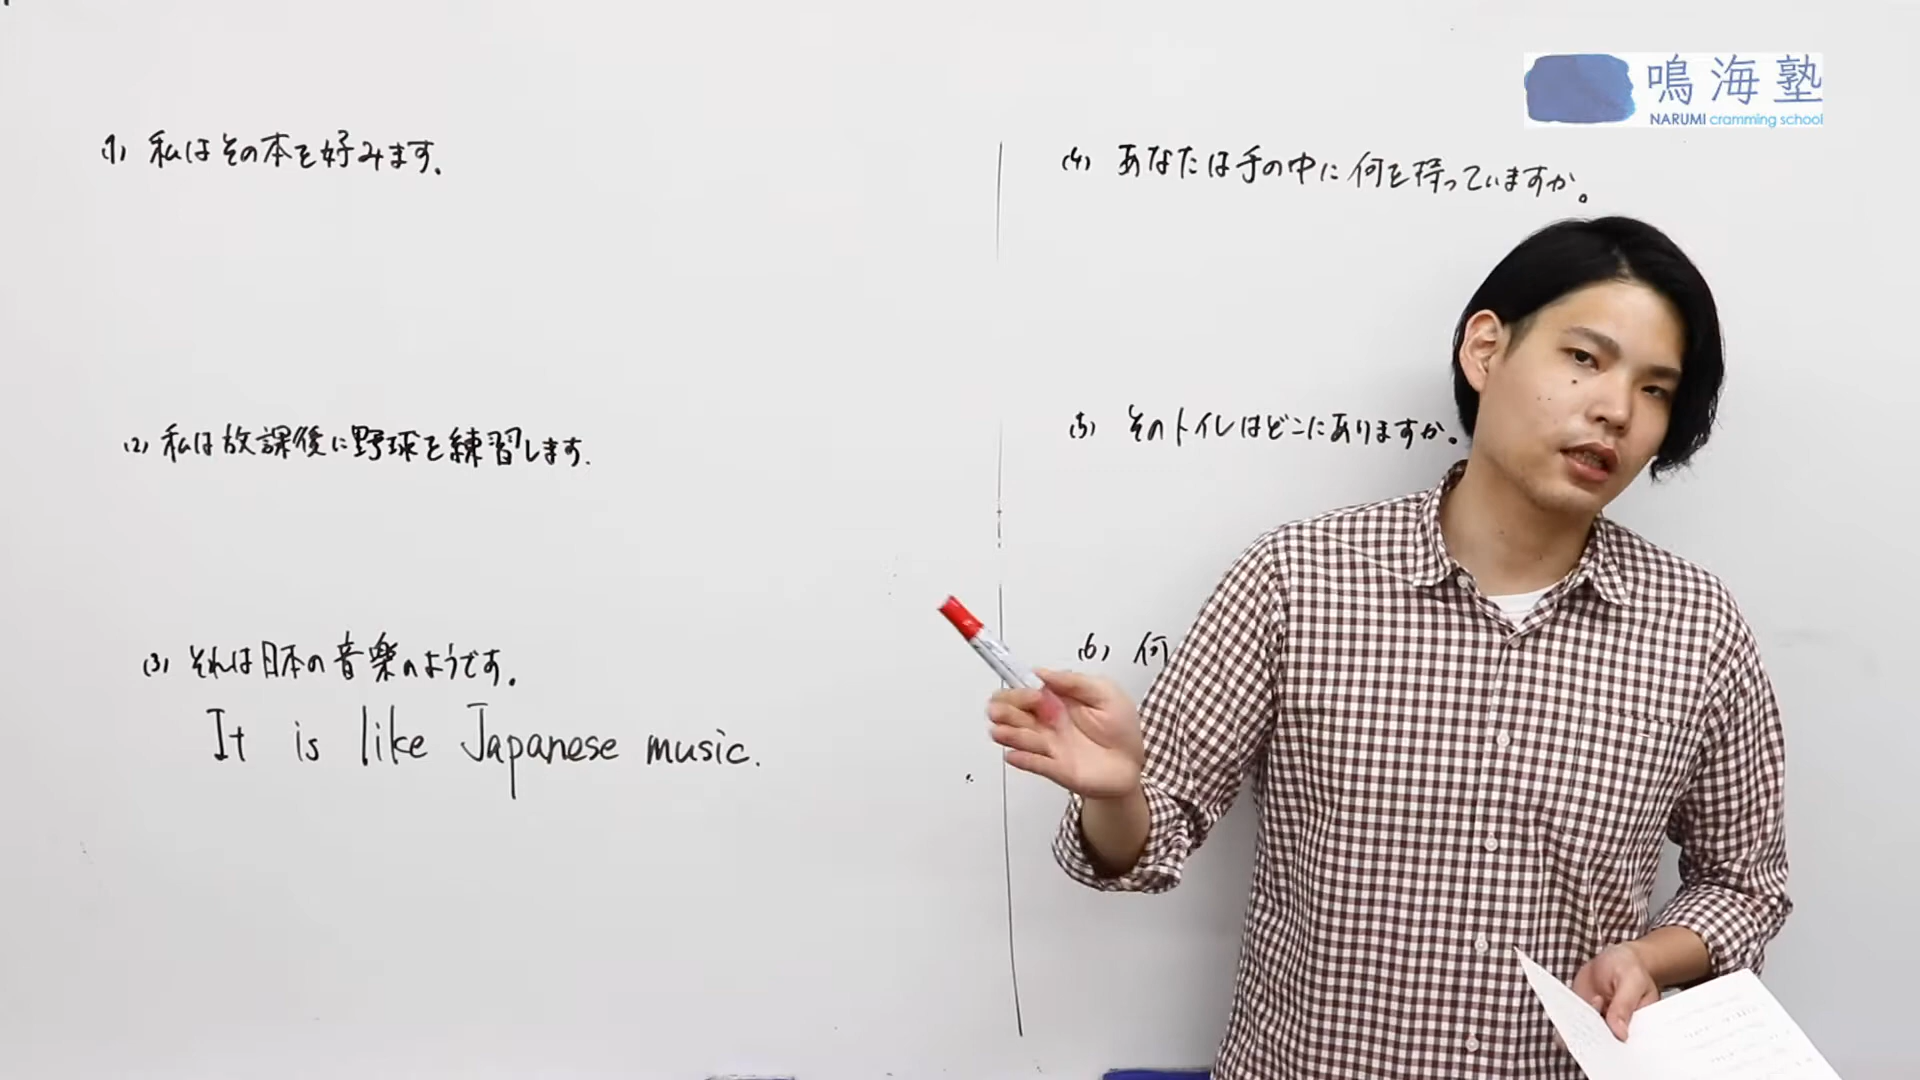 鳴海塾
NARUMI cramming school
(1) 私はその本を好みます.
(2) 私は放課後に野球を練習します.
(3) それは日本の音楽のようです.
It is like Japanese music.
(4) あなたは手の中に何を持っていますか。
(5) そのトイレはどこにありますか。
(6) 何